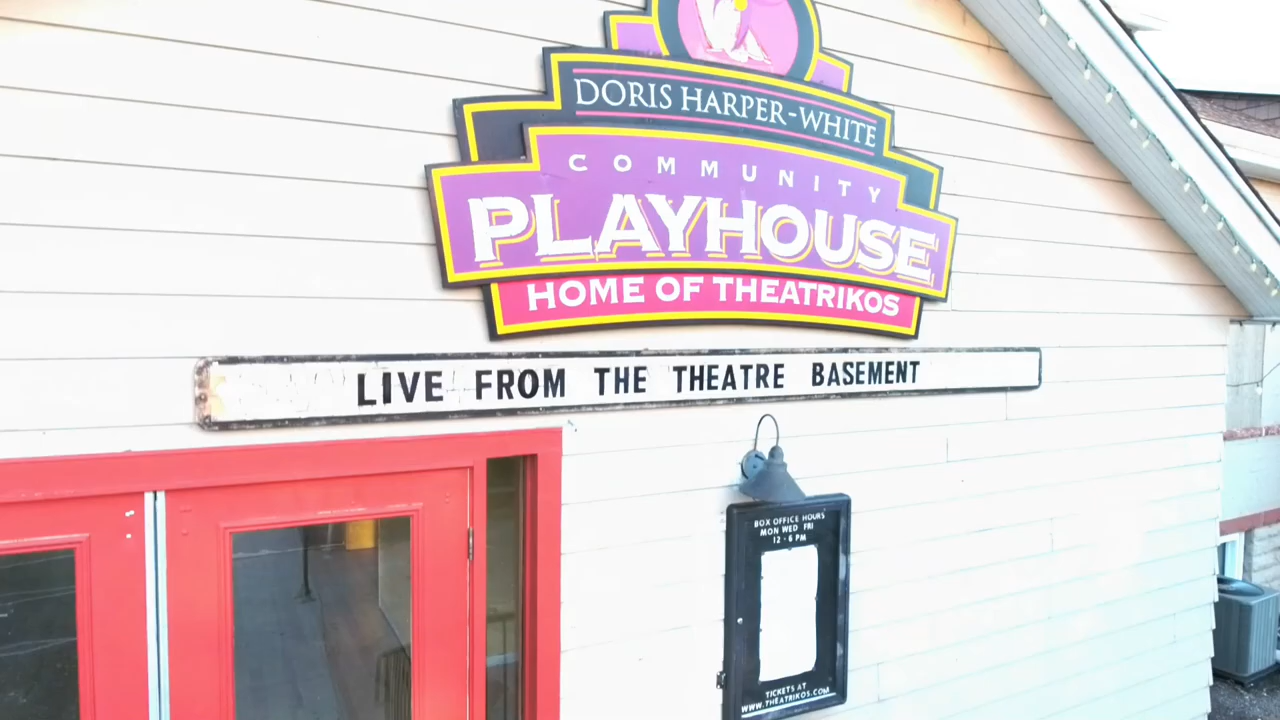 DORIS HARPER-WHITE
COMMUNITY
PLAYHOUSE
HOME OF THEATRIKOS
LIVE FROM THE THEATRE BASEMENT
BOX OFFICE HOURS
MON WED FRI
12 - 6 PM
TICKETS AT
WWW.THEATRIKOS.COM